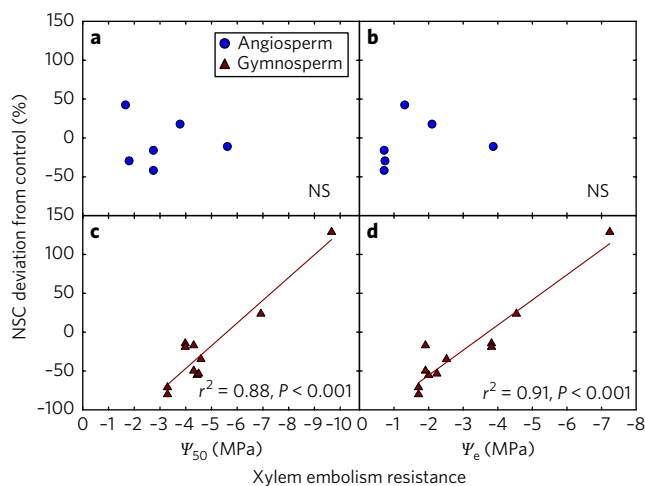 150
100
50
0
−50
150
100
50
0
−50
−100
NSC deviation from control (%)
a
Angiosperm
Gymnosperm
NS
b
NS
c
r² = 0.88, P < 0.001
d
r² = 0.91, P < 0.001
0 -1 -2 -3 -4 -5 -6 -7 -8 -9 -10 0 -1 -2 -3 -4 -5 -6 -7 -8
Ψ50 (MPa)
Ψe (MPa)
Xylem embolism resistance